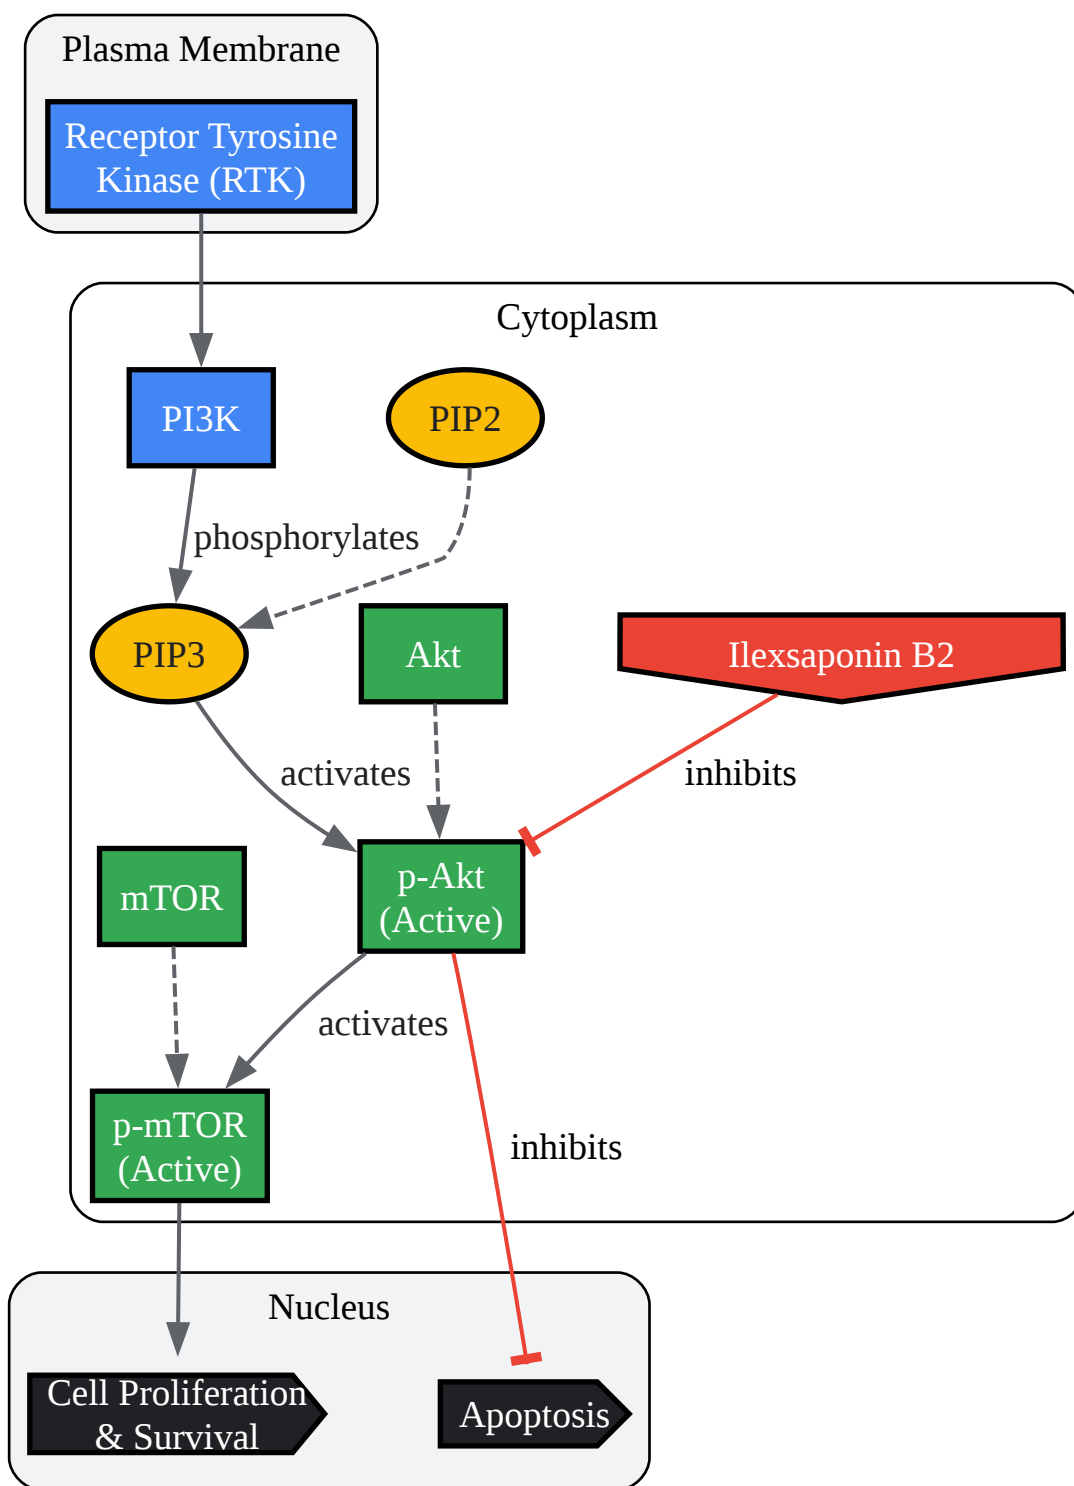 Plasma Membrane
Receptor Tyrosine
Kinase (RTK)
Cytoplasm
PI3K
PIP2
phosphorylates
PIP3
Akt
Ilexsaponin B2
activates
inhibits
mTOR
p-Akt
(Active)
activates
p-mTOR
(Active)
inhibits
Nucleus
Cell Proliferation
& Survival
Apoptosis